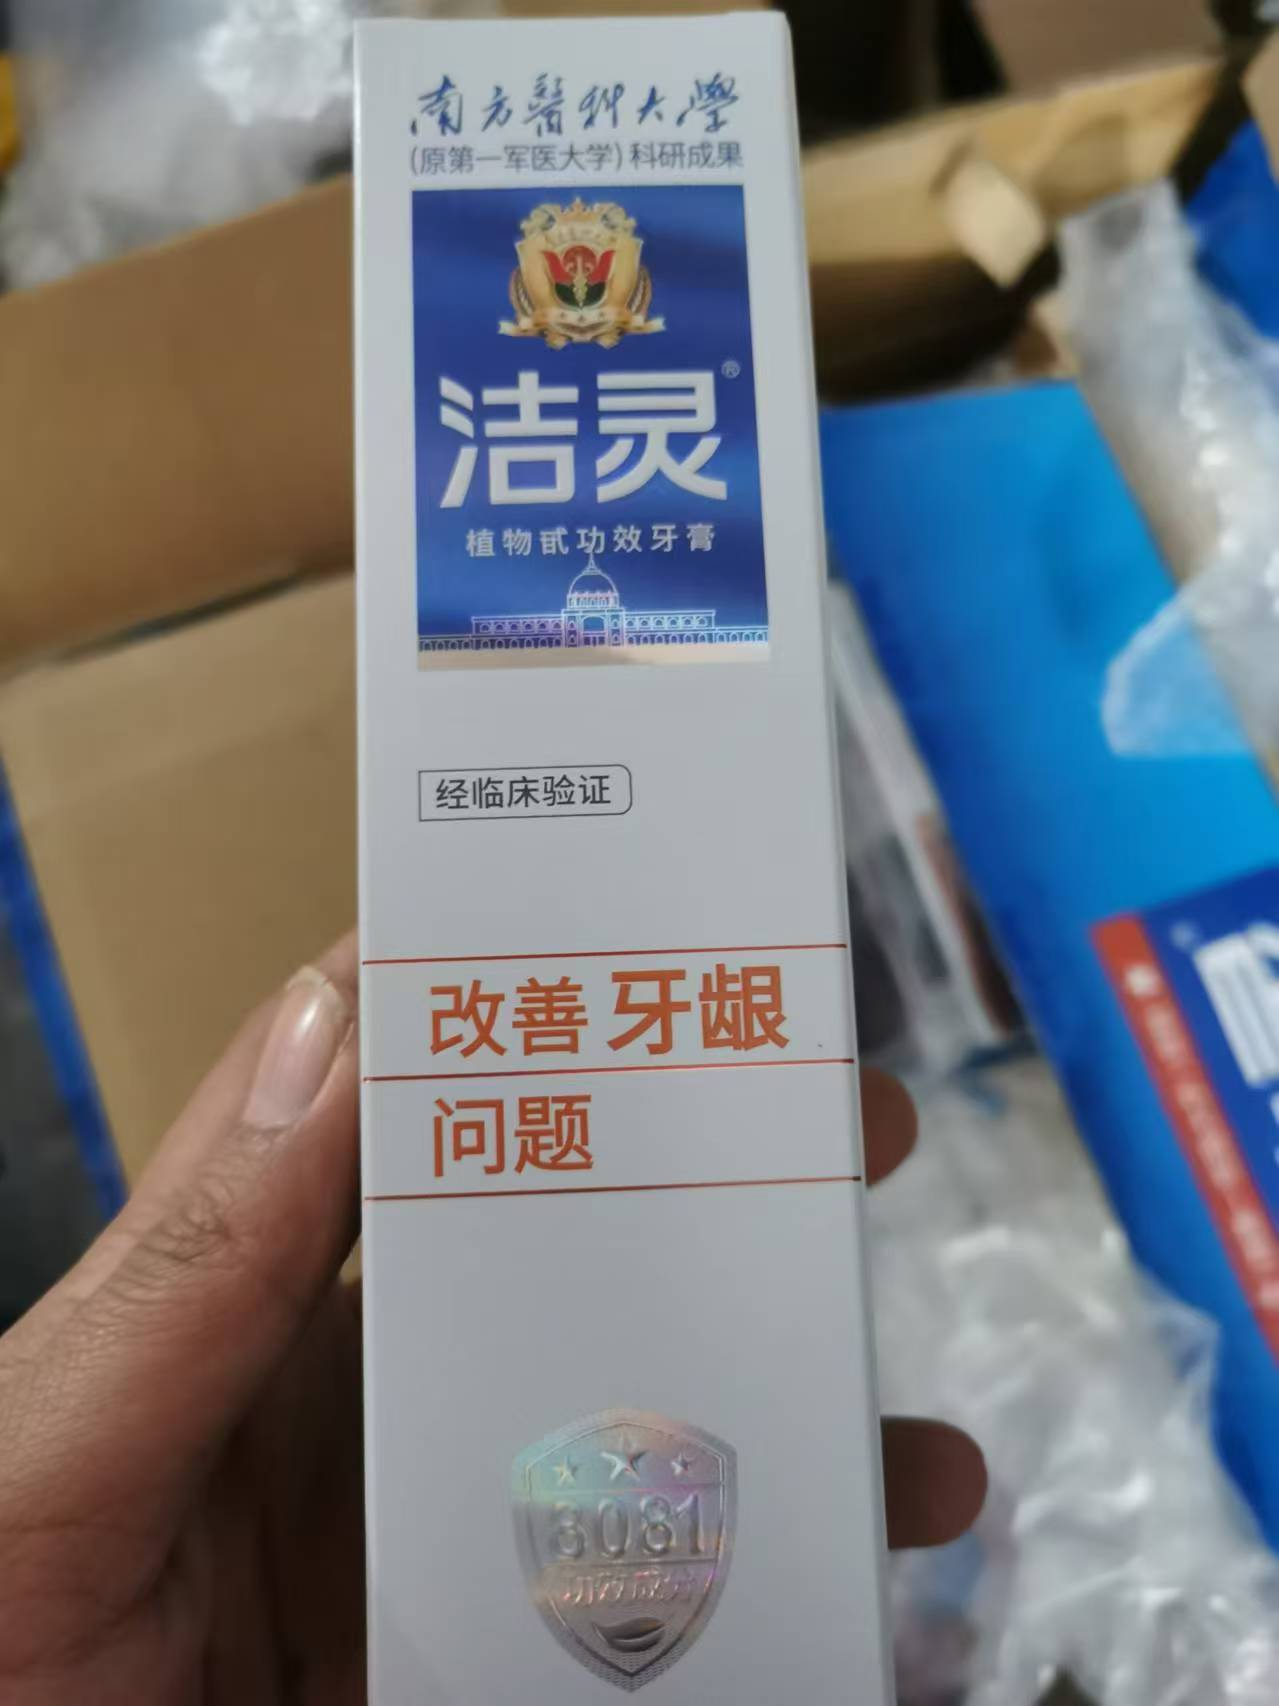 南方醫科大學
(原第一军医大学)科研成果
洁灵®
植物甙功效牙膏
经临床验证
改善牙龈
问题
3081
功效成分